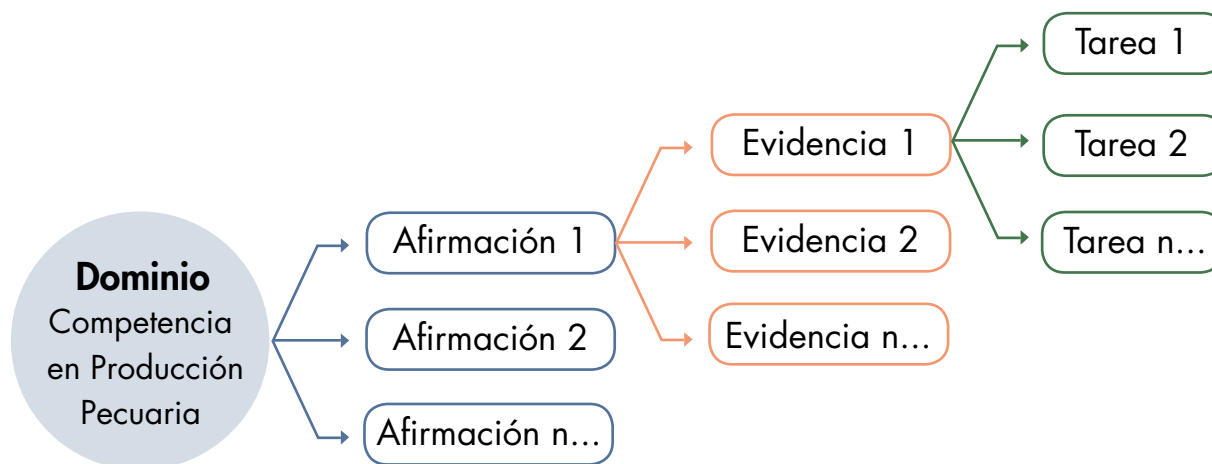 Dominio
Competencia
en Producción
Pecuaria
Afirmación 1
Afirmación 2
Afirmación n...
Evidencia 1
Evidencia 2
Evidencia n...
Tarea 1
Tarea 2
Tarea n...